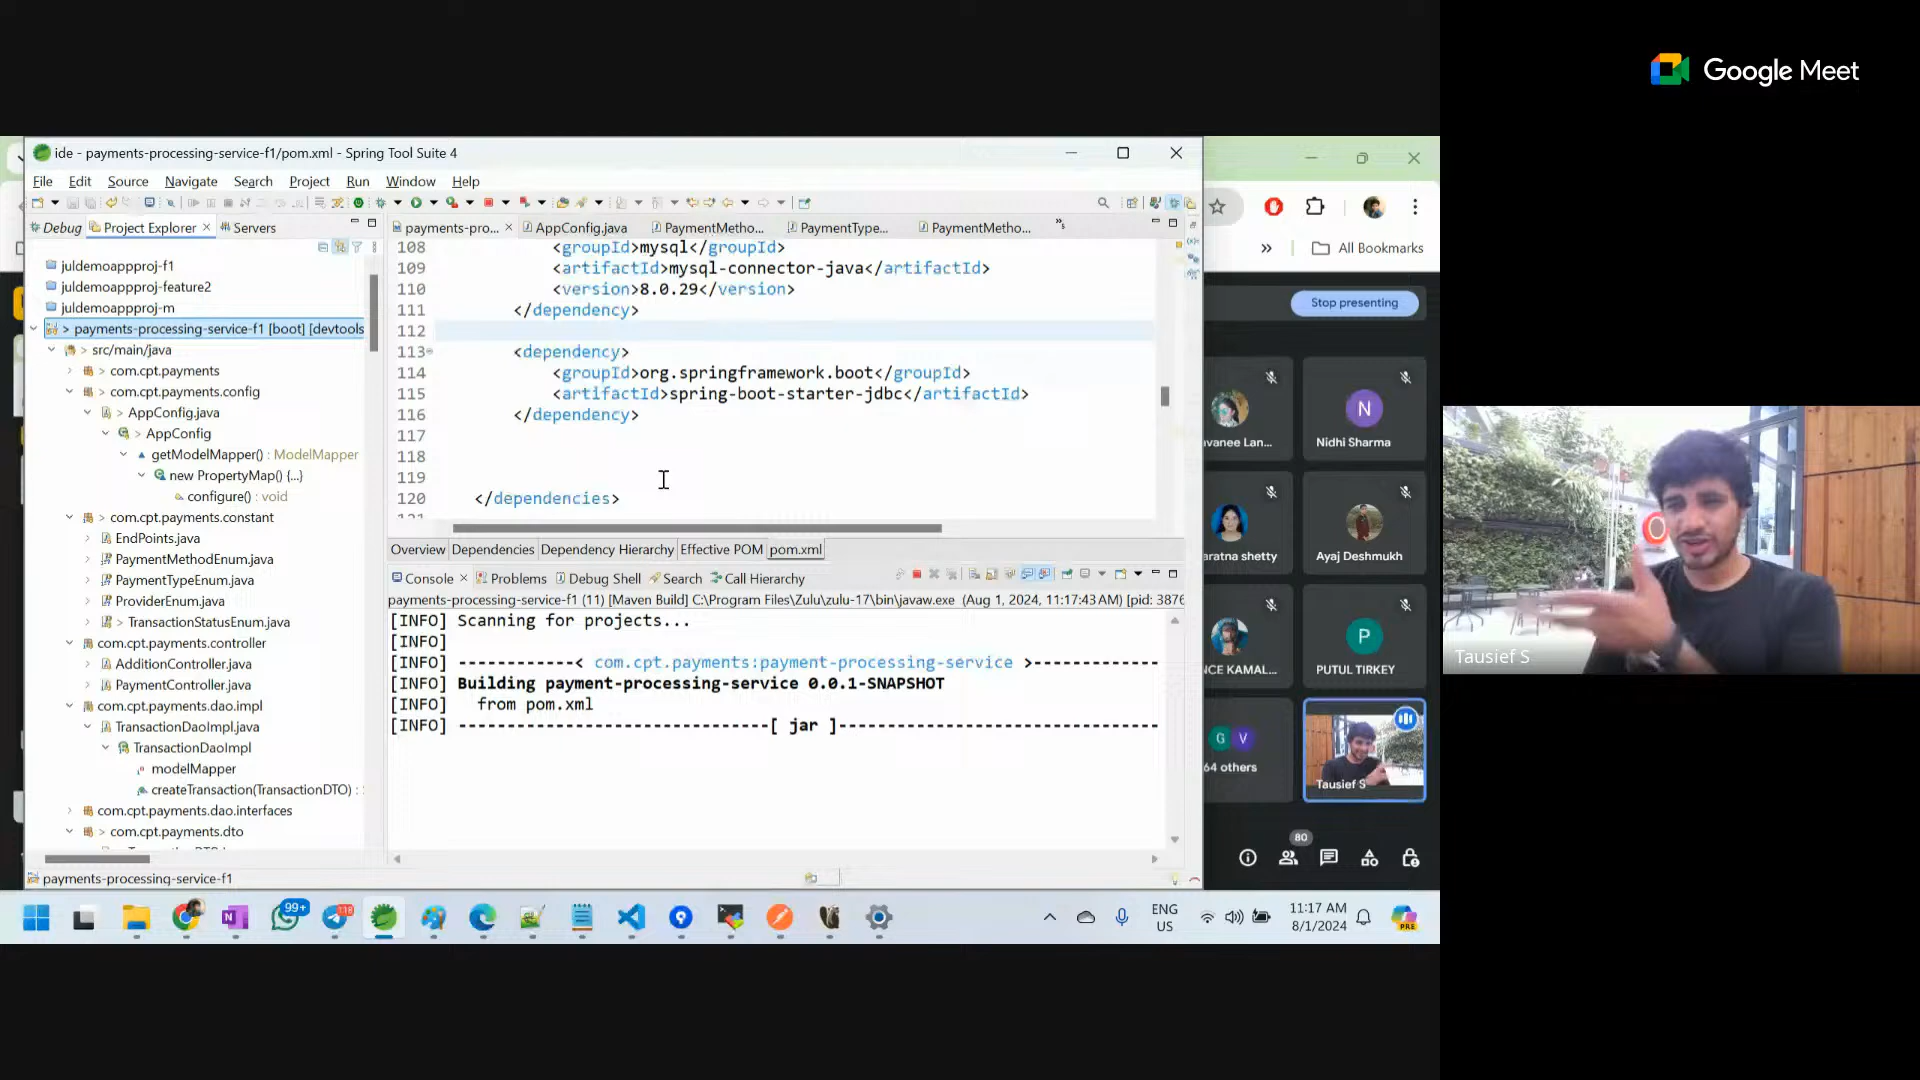 Google Meet
ide - payments-processing-service-f1/pom.xml - Spring Tool Suite 4
File Edit Source Navigate Search Project Run Window Help
Debug Project Explorer Servers
payments-pro... AppConfig.java PaymentMetho... PaymentType... PaymentMetho...
juldemoappproj-f1
juldemoappproj-feature2
juldemoappproj-m
> payments-processing-service-f1 [boot] [devtools
> src/main/java
> com.cpt.payments
> com.cpt.payments.config
> AppConfig.java
> AppConfig
getModelMapper() : ModelMapper
new PropertyMap() {...}
configure() : void
> com.cpt.payments.constant
EndPoints.java
PaymentMethodEnum.java
PaymentTypeEnum.java
ProviderEnum.java
> TransactionStatusEnum.java
com.cpt.payments.controller
AdditionController.java
PaymentController.java
com.cpt.payments.dao.impl
TransactionDaoImpl.java
TransactionDaoImpl
modelMapper
createTransaction(TransactionDTO) :
com.cpt.payments.dao.interfaces
> com.cpt.payments.dto
payments-processing-service-f1
108 <groupId>mysql</groupId>
109 <artifactId>mysql-connector-java</artifactId>
110 <version>8.0.29</version>
111 </dependency>
112
113 <dependency>
114 <groupId>org.springframework.boot</groupId>
115 <artifactId>spring-boot-starter-jdbc</artifactId>
116 </dependency>
117
118
119
120 </dependencies>
Overview Dependencies Dependency Hierarchy Effective POM pom.xml
Console Problems Debug Shell Search Call Hierarchy
payments-processing-service-f1 (11) [Maven Build] C:\Program Files\Zulu\zulu-17\bin\javaw.exe (Aug 1, 2024, 11:17:43 AM) [pid: 3876
[INFO] Scanning for projects...
[INFO]
[INFO] ------------< com.cpt.payments:payment-processing-service >-------------
[INFO] Building payment-processing-service 0.0.1-SNAPSHOT
[INFO]   from pom.xml
[INFO] --------------------------------[ jar ]---------------------------------
All Bookmarks
Stop presenting
vanee Lan...
N
Nidhi Sharma
aratna shetty
Ayaj Deshmukh
NCE KAMAL...
P
PUTUL TIRKEY
G V
64 others
Tausief S
80
Tausief S
99+
118
ENG
US
11:17 AM
8/1/2024
PRE